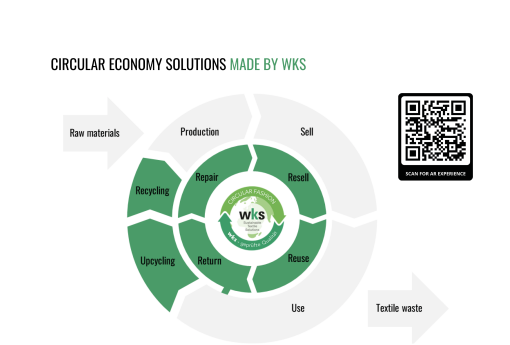 CIRCULAR ECONOMY SOLUTIONS MADE BY WKS
Raw materials
Production
Sell
Repair
Resell
Recycling
CIRCULAR FASHION
wks
Upcycling
Return
Reuse
SCAN FOR AR EXPERIENCE
Use
Textile waste